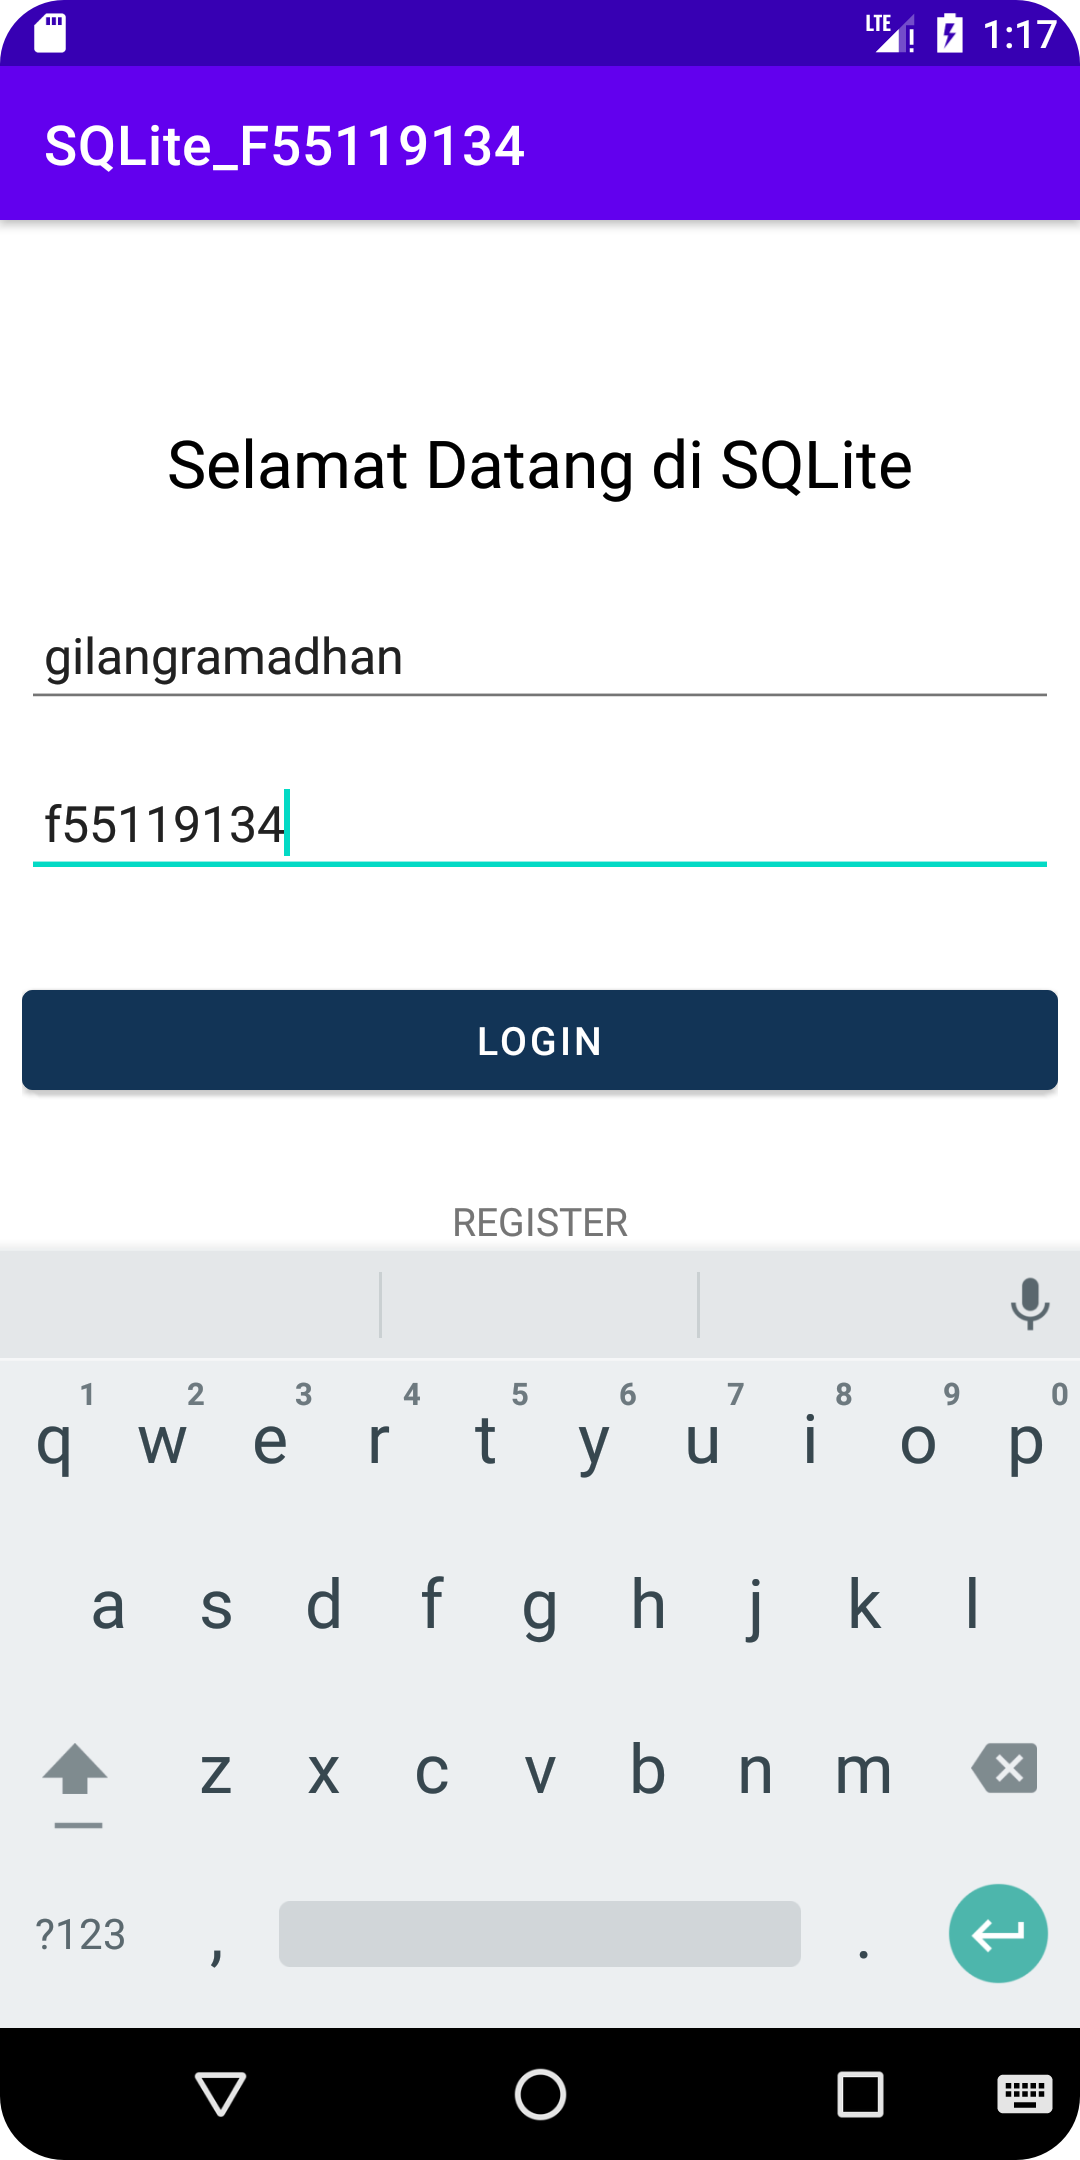 LTE 1:17
SQLite_F55119134
Selamat Datang di SQLite
gilangramadhan
f55119134
LOGIN
REGISTER
1 2 3 4 5 6 7 8 9 0
q w e r t y u i o p
a s d f g h j k l
z x c v b n m
?123 , .